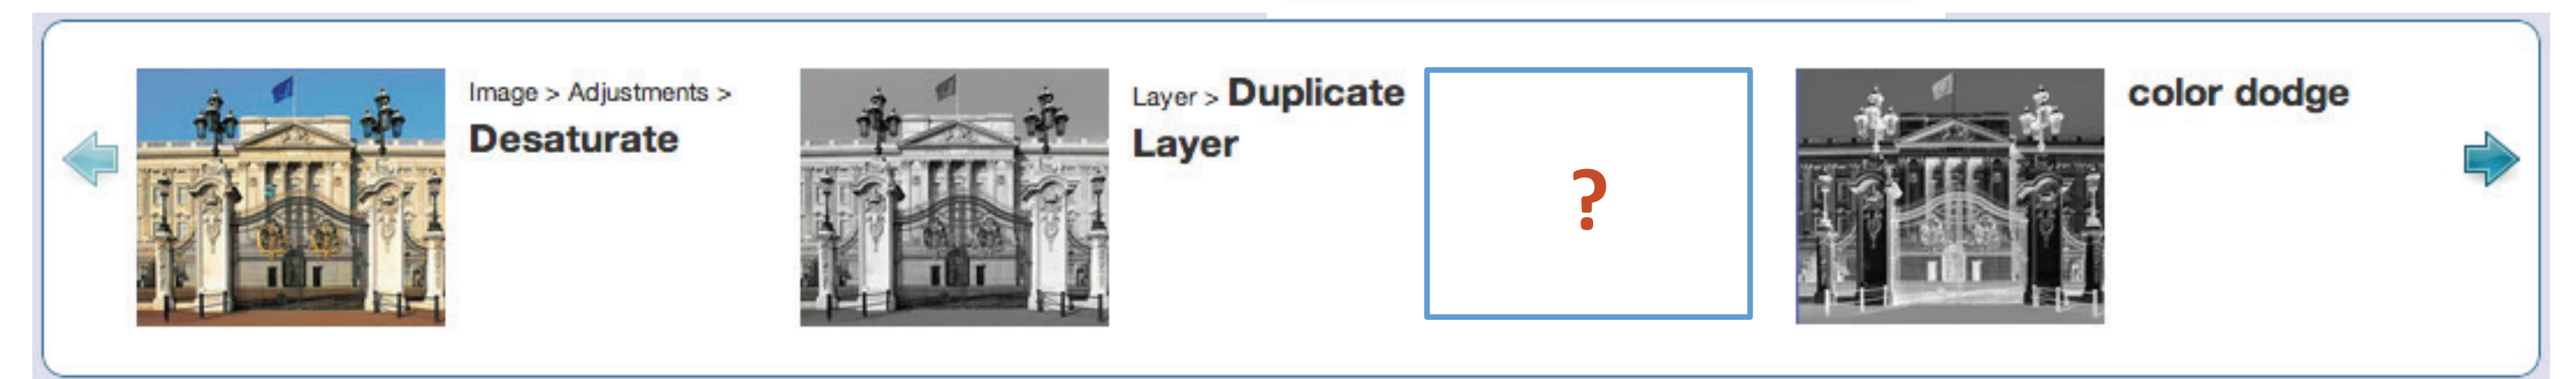 Image > Adjustments >
Desaturate
Layer > Duplicate
Layer
?
color dodge